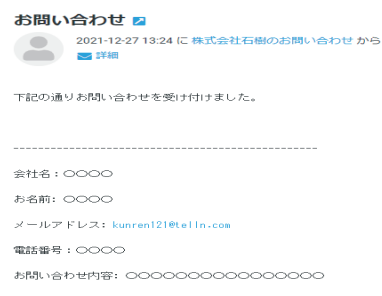 お問い合わせ
2021-12-27 13:24 に 株式会社石樹のお問い合わせ から
詳細
下記の通りお問い合わせを受け付けました。
--------------------------------------------------
会社名：〇〇〇〇
お名前: 〇〇〇〇
メールアドレス: kunren121@telln.com
電話番号：〇〇〇〇
お問い合わせ内容: 〇〇〇〇〇〇〇〇〇〇〇〇〇〇〇〇